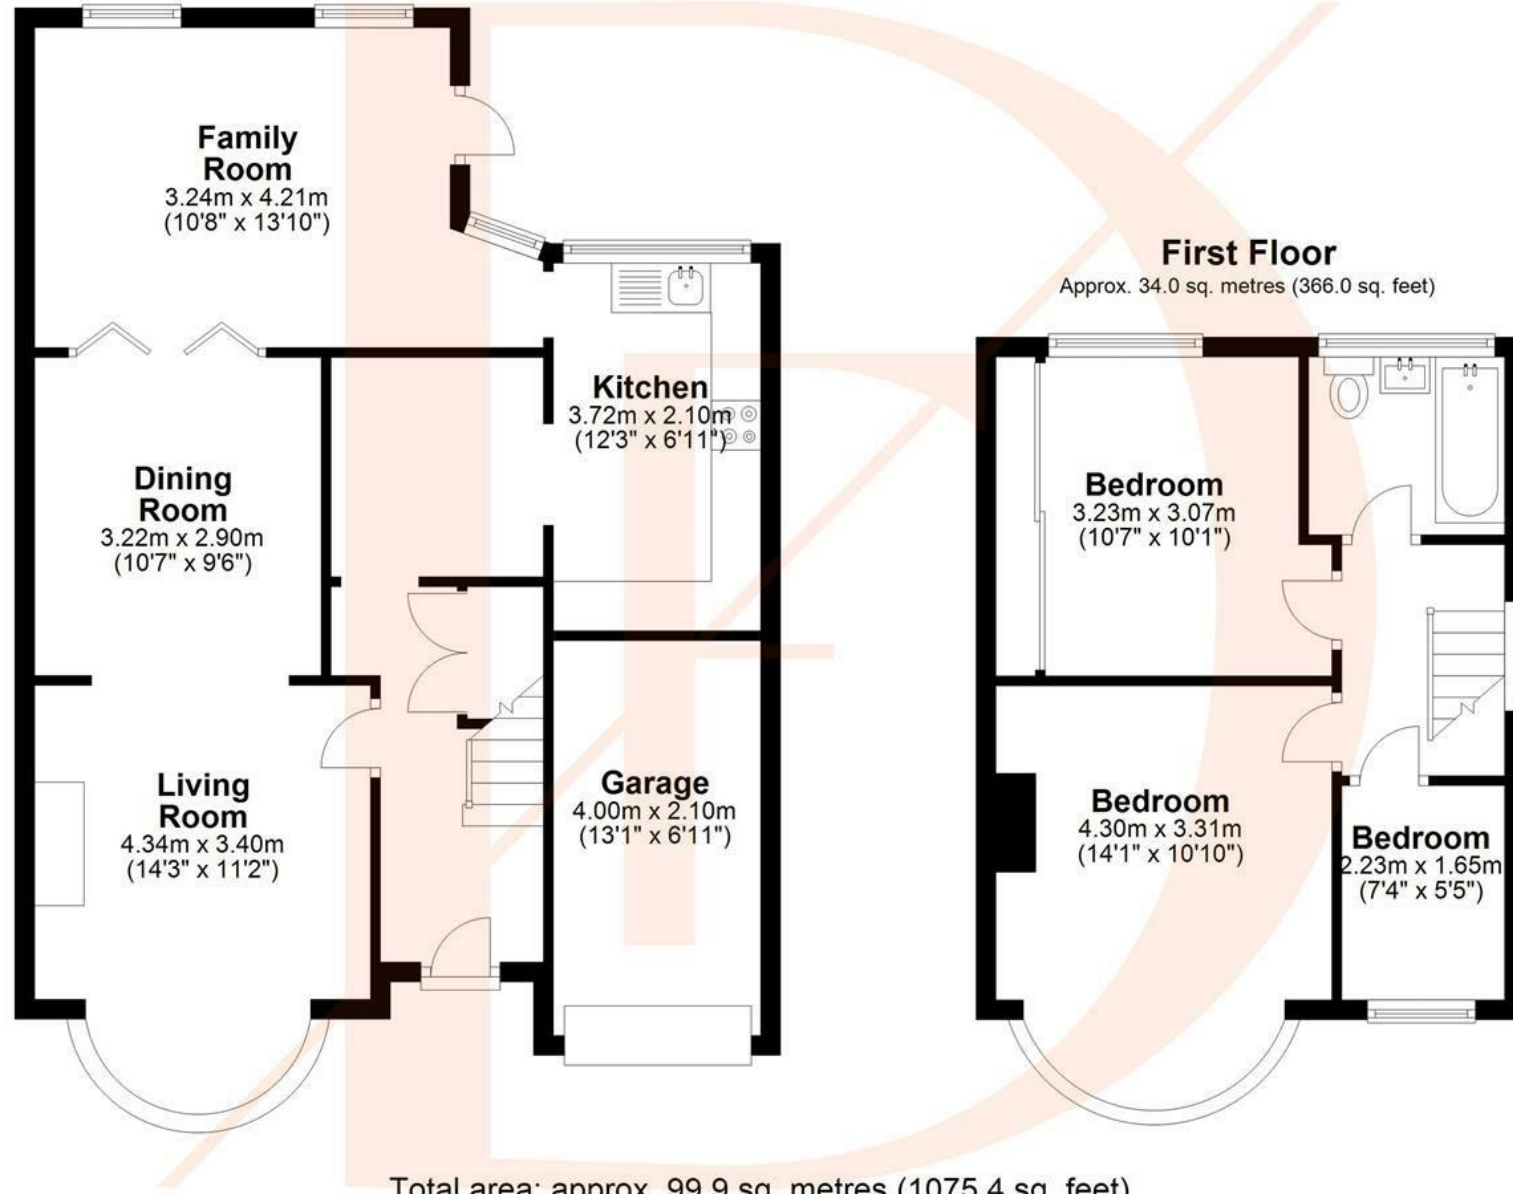 Family
Room
3.24m x 4.21m
(10'8" x 13'10")
Kitchen
3.72m x 2.10m
(12'3" x 6'11")
Dining
Room
3.22m x 2.90m
(10'7" x 9'6")
Living
Room
4.34m x 3.40m
(14'3" x 11'2")
Garage
4.00m x 2.10m
(13'1" x 6'11")
First Floor
Approx. 34.0 sq. metres (366.0 sq. feet)
Bedroom
3.23m x 3.07m
(10'7" x 10'1")
Bedroom
4.30m x 3.31m
(14'1" x 10'10")
Bedroom
2.23m x 1.65m
(7'4" x 5'5")
Total area: approx. 99.9 sq. metres (1075.4 sq. feet)